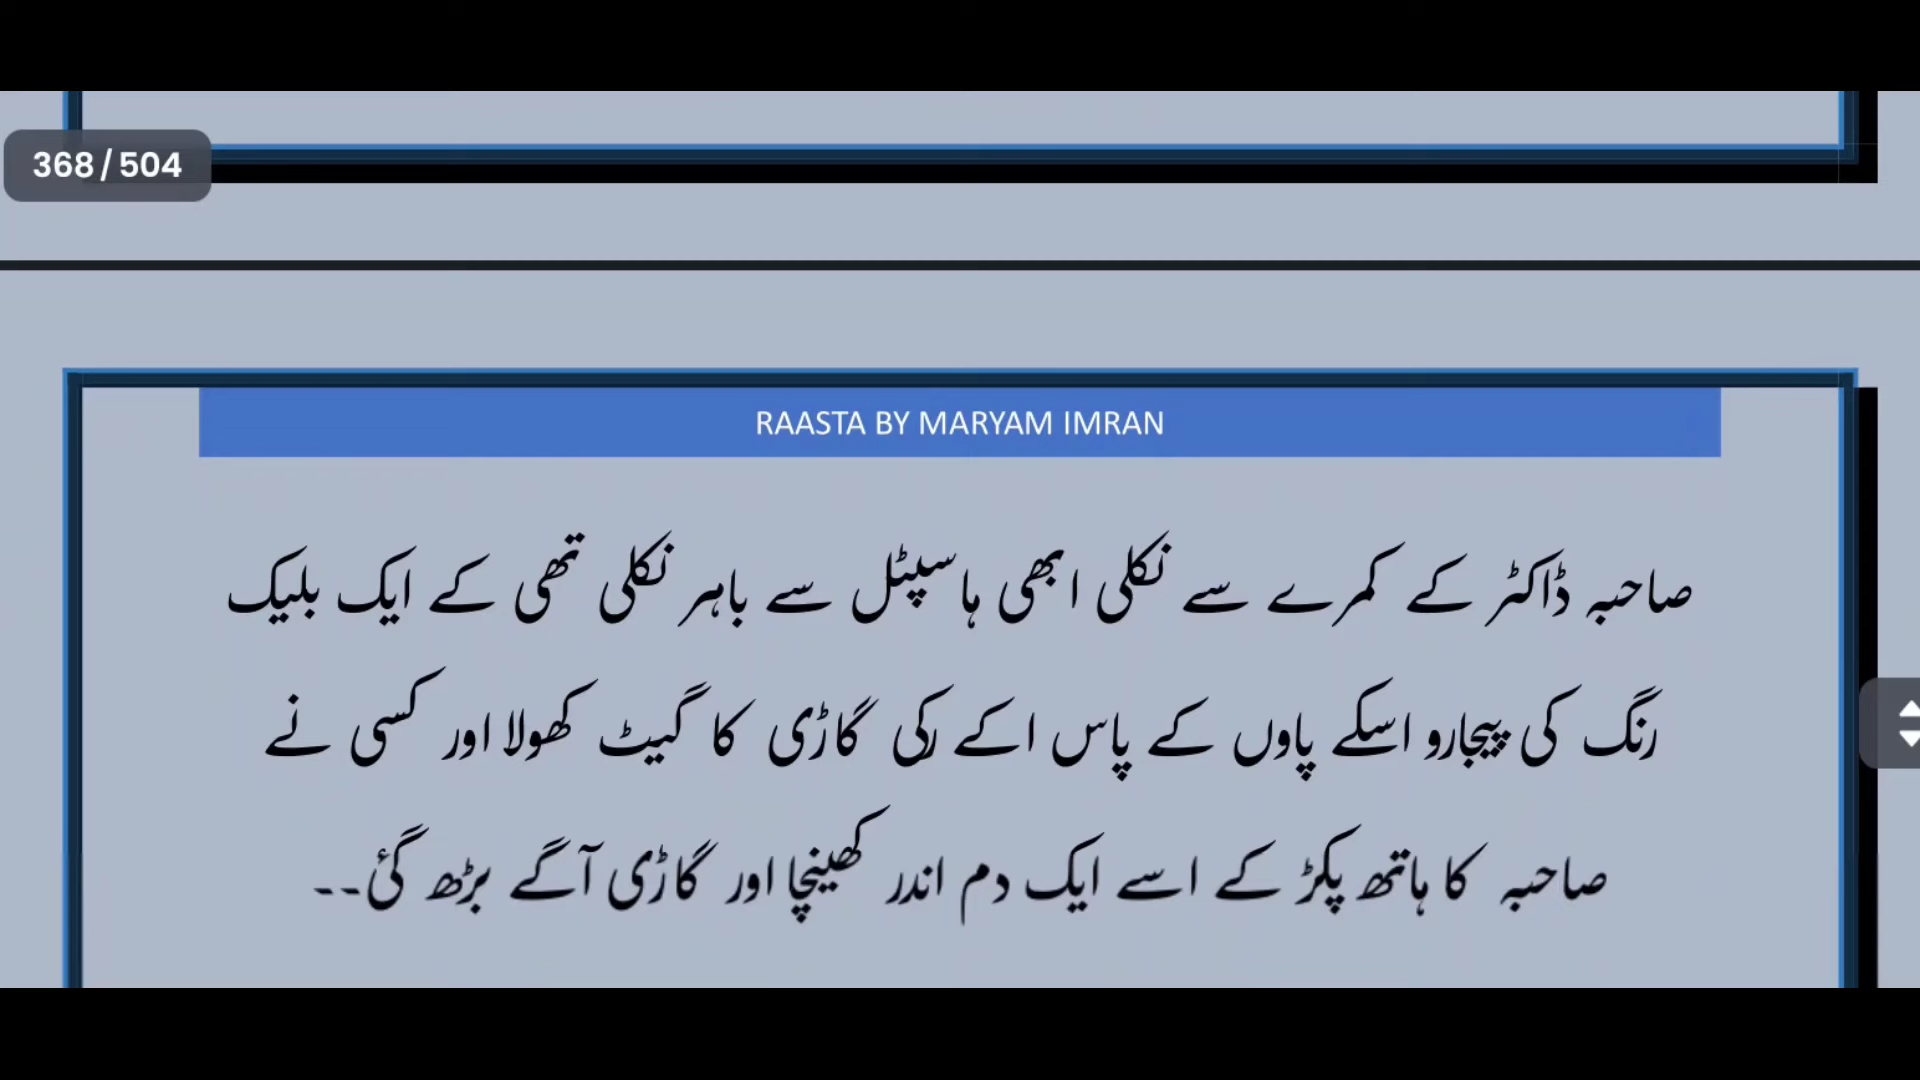 368/504
RAASTA BY MARYAM IMRAN
صاحبہ ڈاکٹر کے کمرے سے نکلی ابھی ہاسپٹل سے باہر نکلی تھی کے ایک بلیک
رنگ کی پیجارو اسکے پاوں کے پاس اکے رکی گاڑی کا گیٹ کھولا اور کسی نے
صاحبہ کا ہاتھ پکڑ کے اسے ایک دم اندر کھینچا اور گاڑی آگے بڑھ گئ۔۔